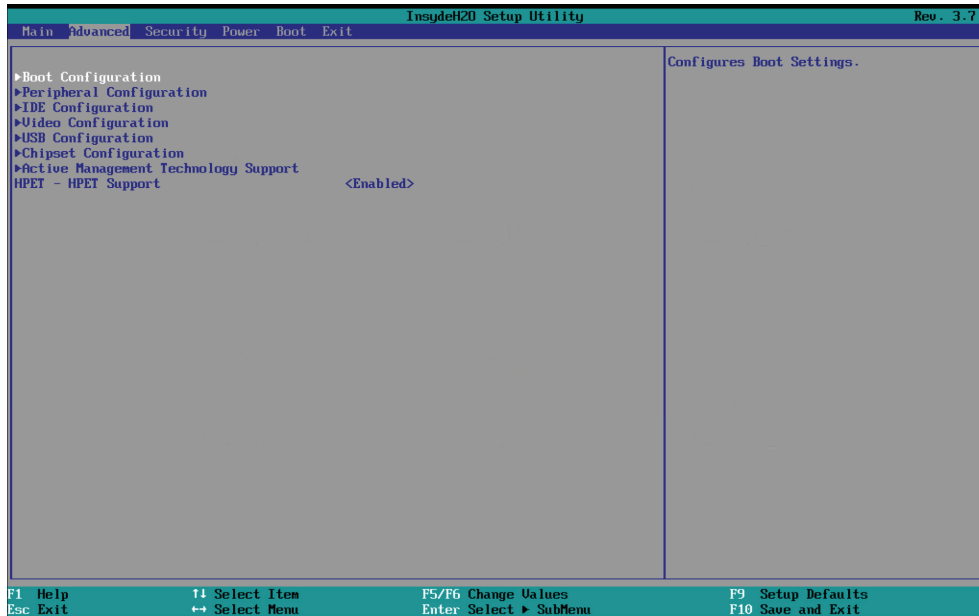 InsydeH2O Setup Utility Rev. 3.7
Main Advanced Security Power Boot Exit
Configures Boot Settings.
▶Boot Configuration
▶Peripheral Configuration
▶IDE Configuration
▶Video Configuration
▶USB Configuration
▶Chipset Configuration
▶Active Management Technology Support
HPET - HPET Support <Enabled>
F1 Help ↑↓ Select Item F5/F6 Change Values F9 Setup Defaults
Esc Exit ↔ Select Menu Enter Select ▶ SubMenu F10 Save and Exit